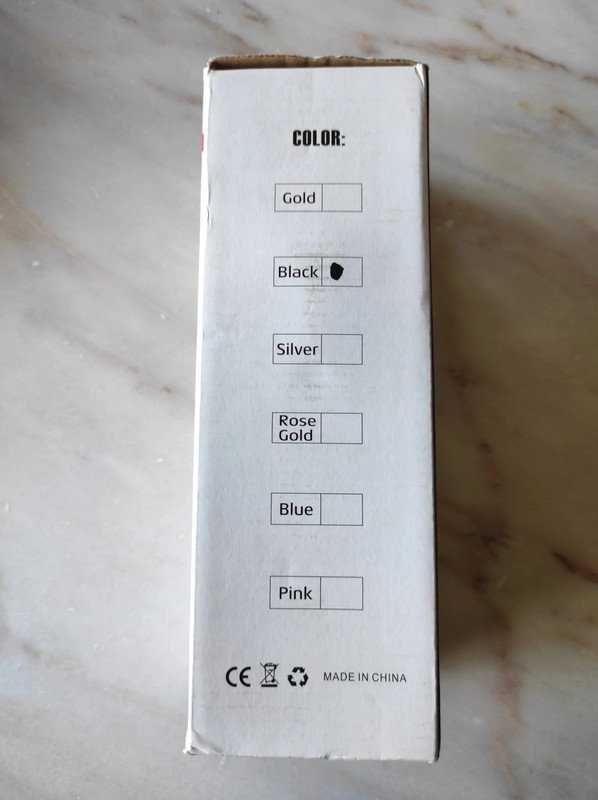 COLOR:
Gold
Black
Silver
Rose
Gold
Blue
Pink
CE MADE IN CHINA